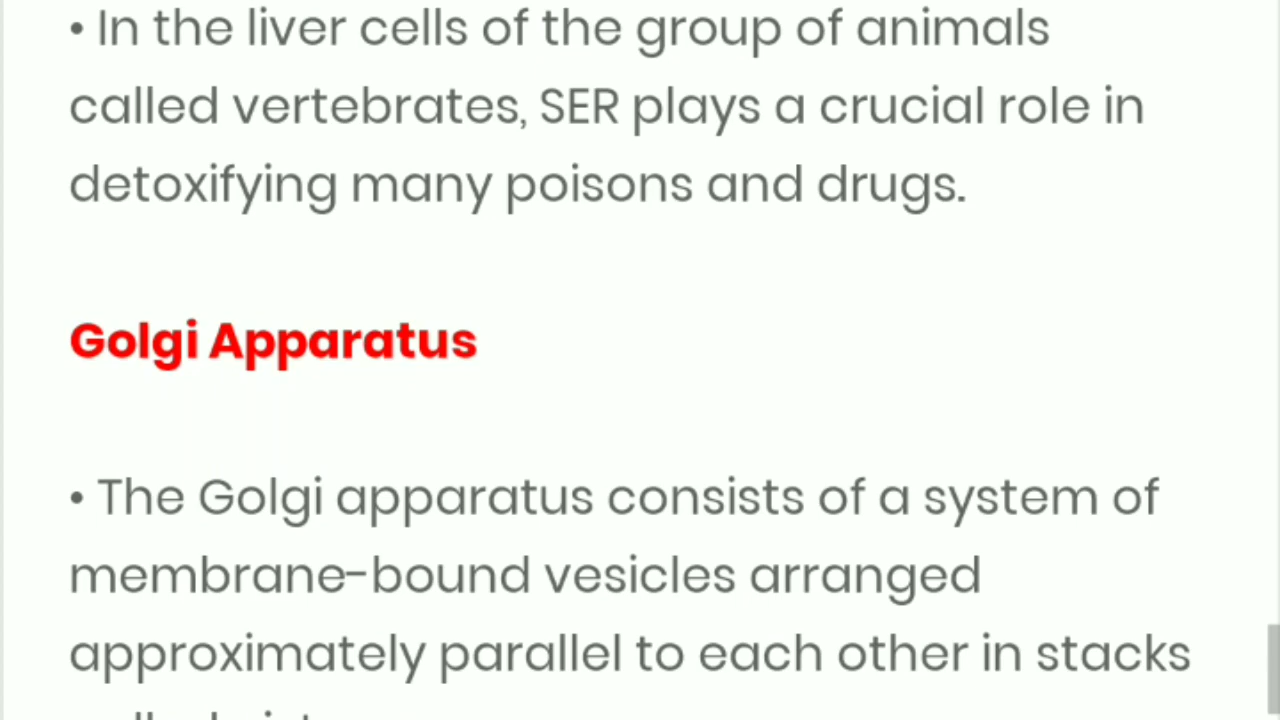 • In the liver cells of the group of animals
called vertebrates, SER plays a crucial role in
detoxifying many poisons and drugs.
Golgi Apparatus
• The Golgi apparatus consists of a system of
membrane-bound vesicles arranged
approximately parallel to each other in stacks